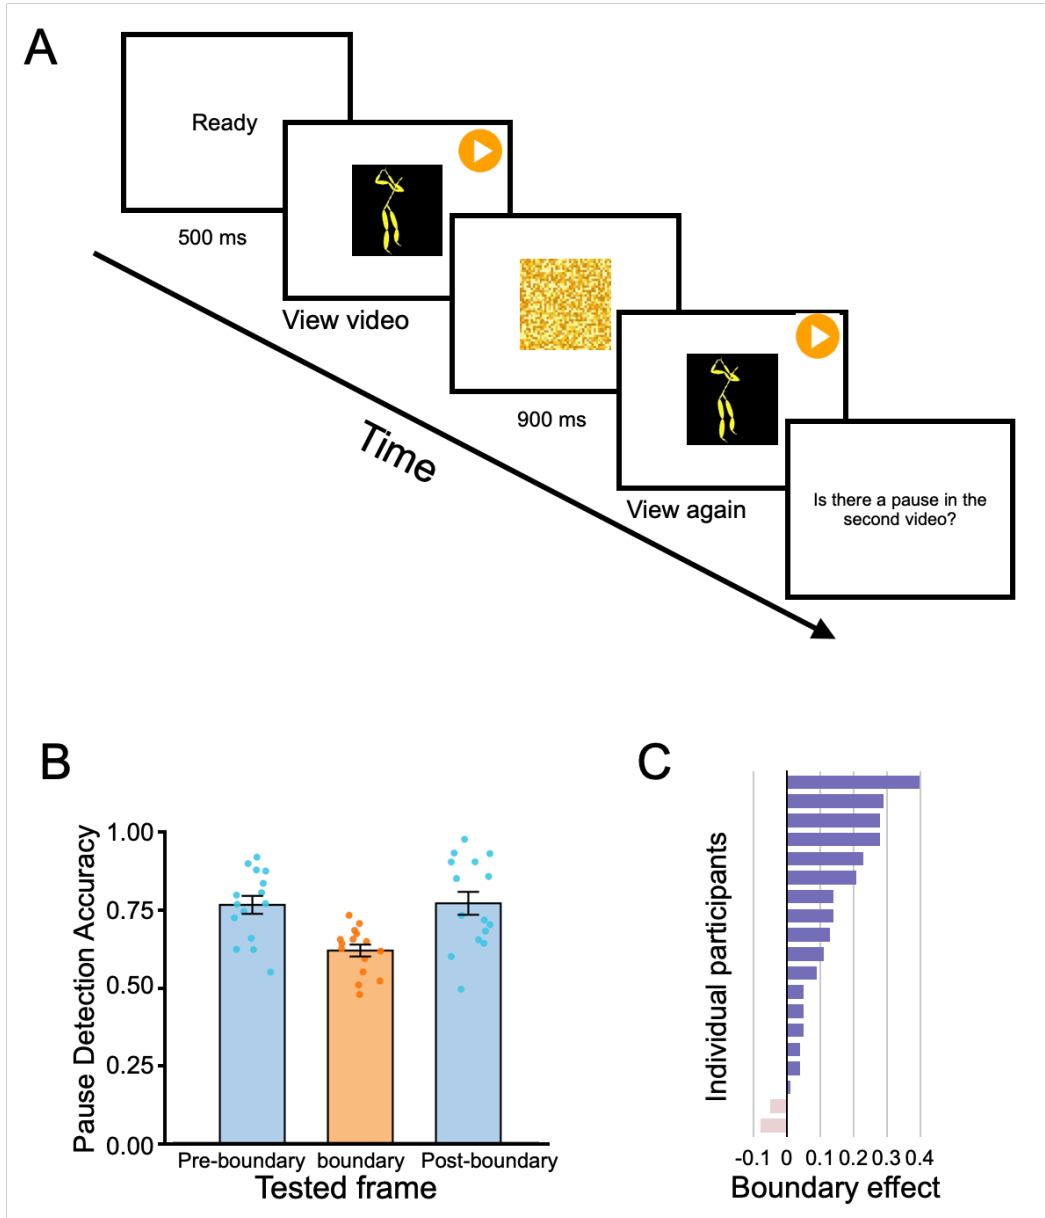 A
Ready
500 ms
View video
900 ms
Time
View again
Is there a pause in the
second video?
B
Pause Detection Accuracy
1.00
0.75
0.50
0.25
0.00
Pre-boundary boundary Post-boundary
Tested frame
C
Individual participants
-0.1 0 0.1 0.2 0.3 0.4
Boundary effect